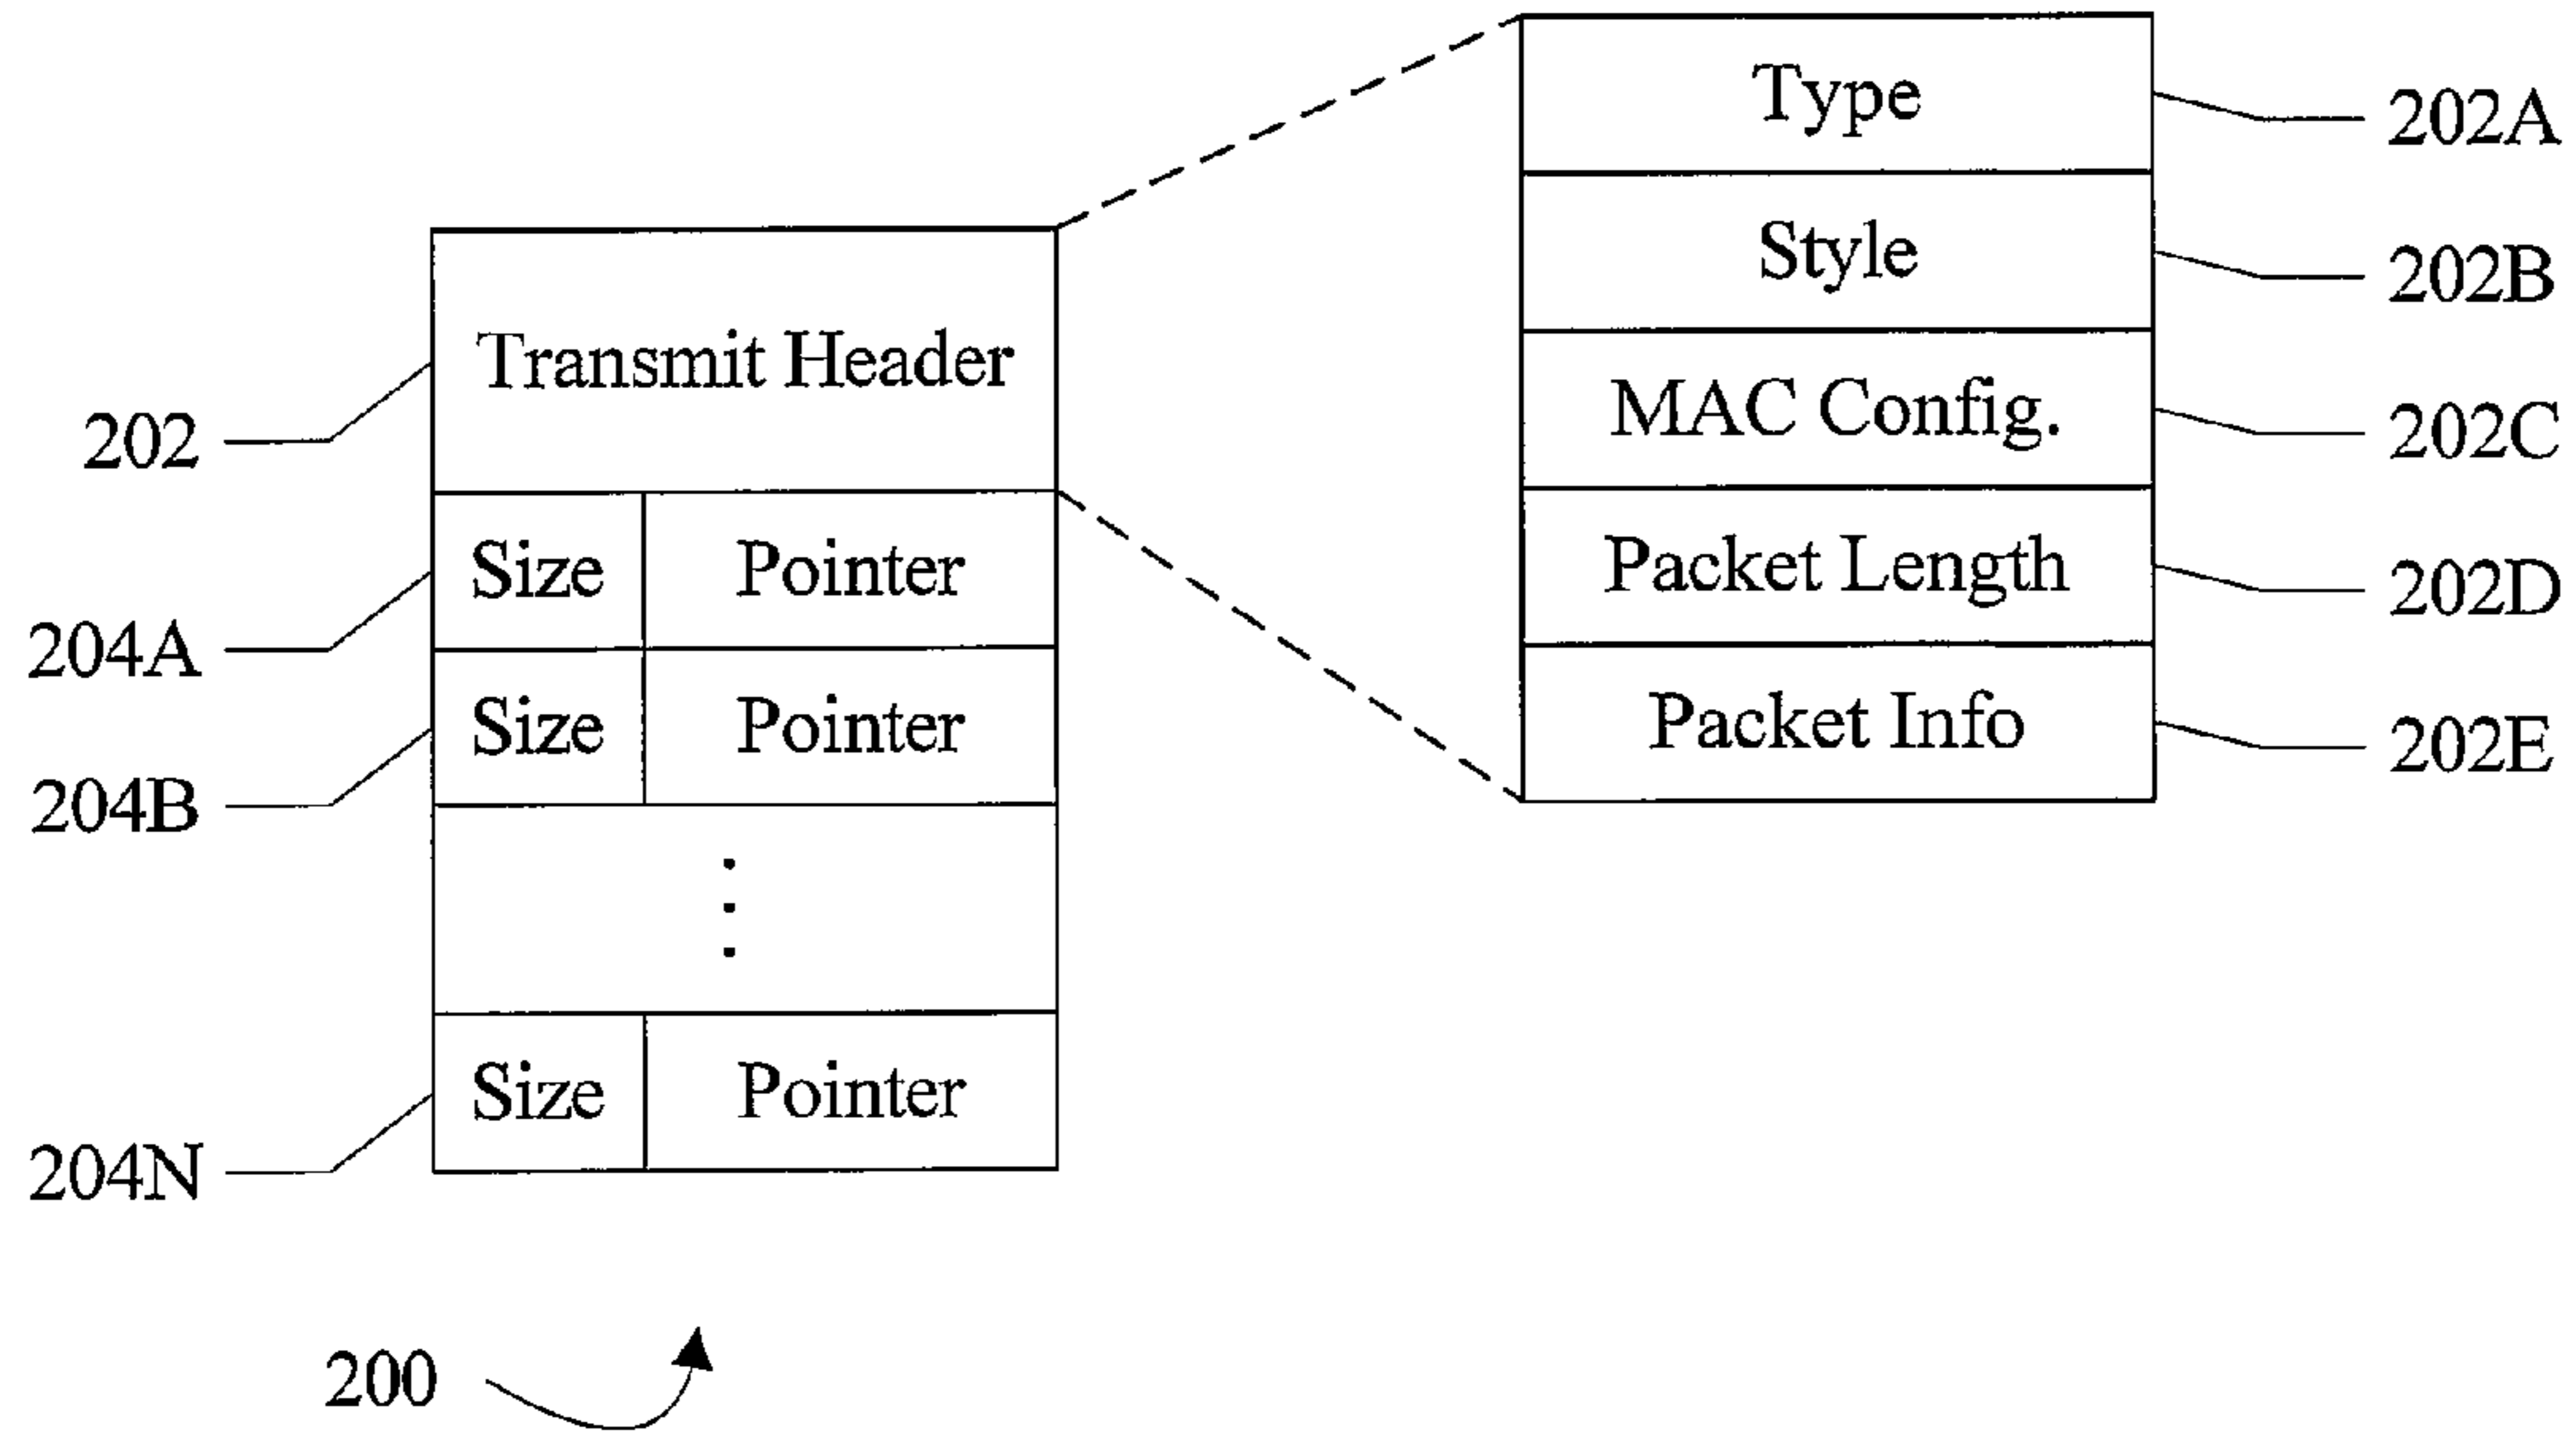 Transmit Header
202
Size Pointer
204A
Size Pointer
204B
Size Pointer
204N
200
Type
202A
Style
202B
MAC Config.
202C
Packet Length
202D
Packet Info
202E